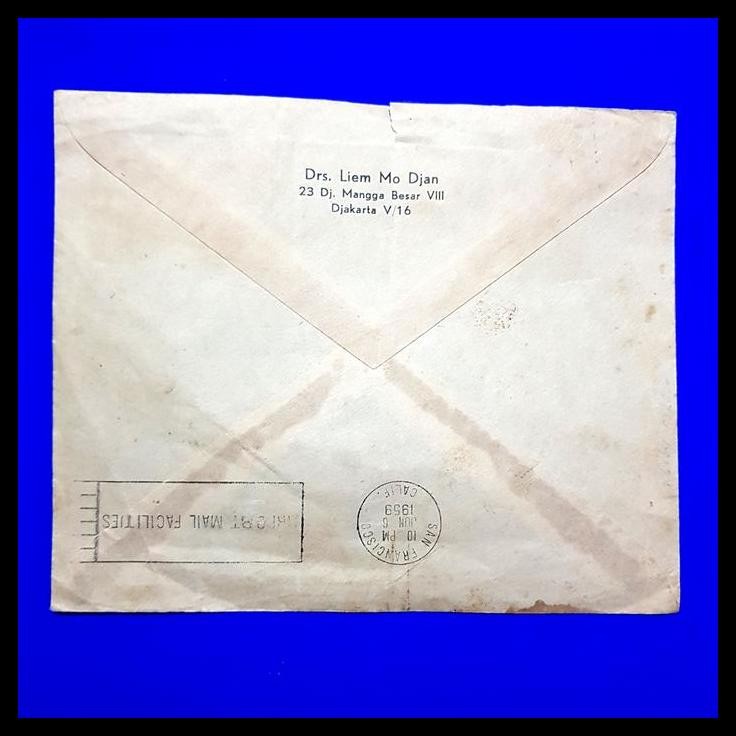 Drs. Liem Mo Djan
23 Dj. Mangga Besar VIII
Djakarta V/16
MAIL FACILITIES
SAN FRANCISCO
10 PM
JUN 6
1959
CALIF.